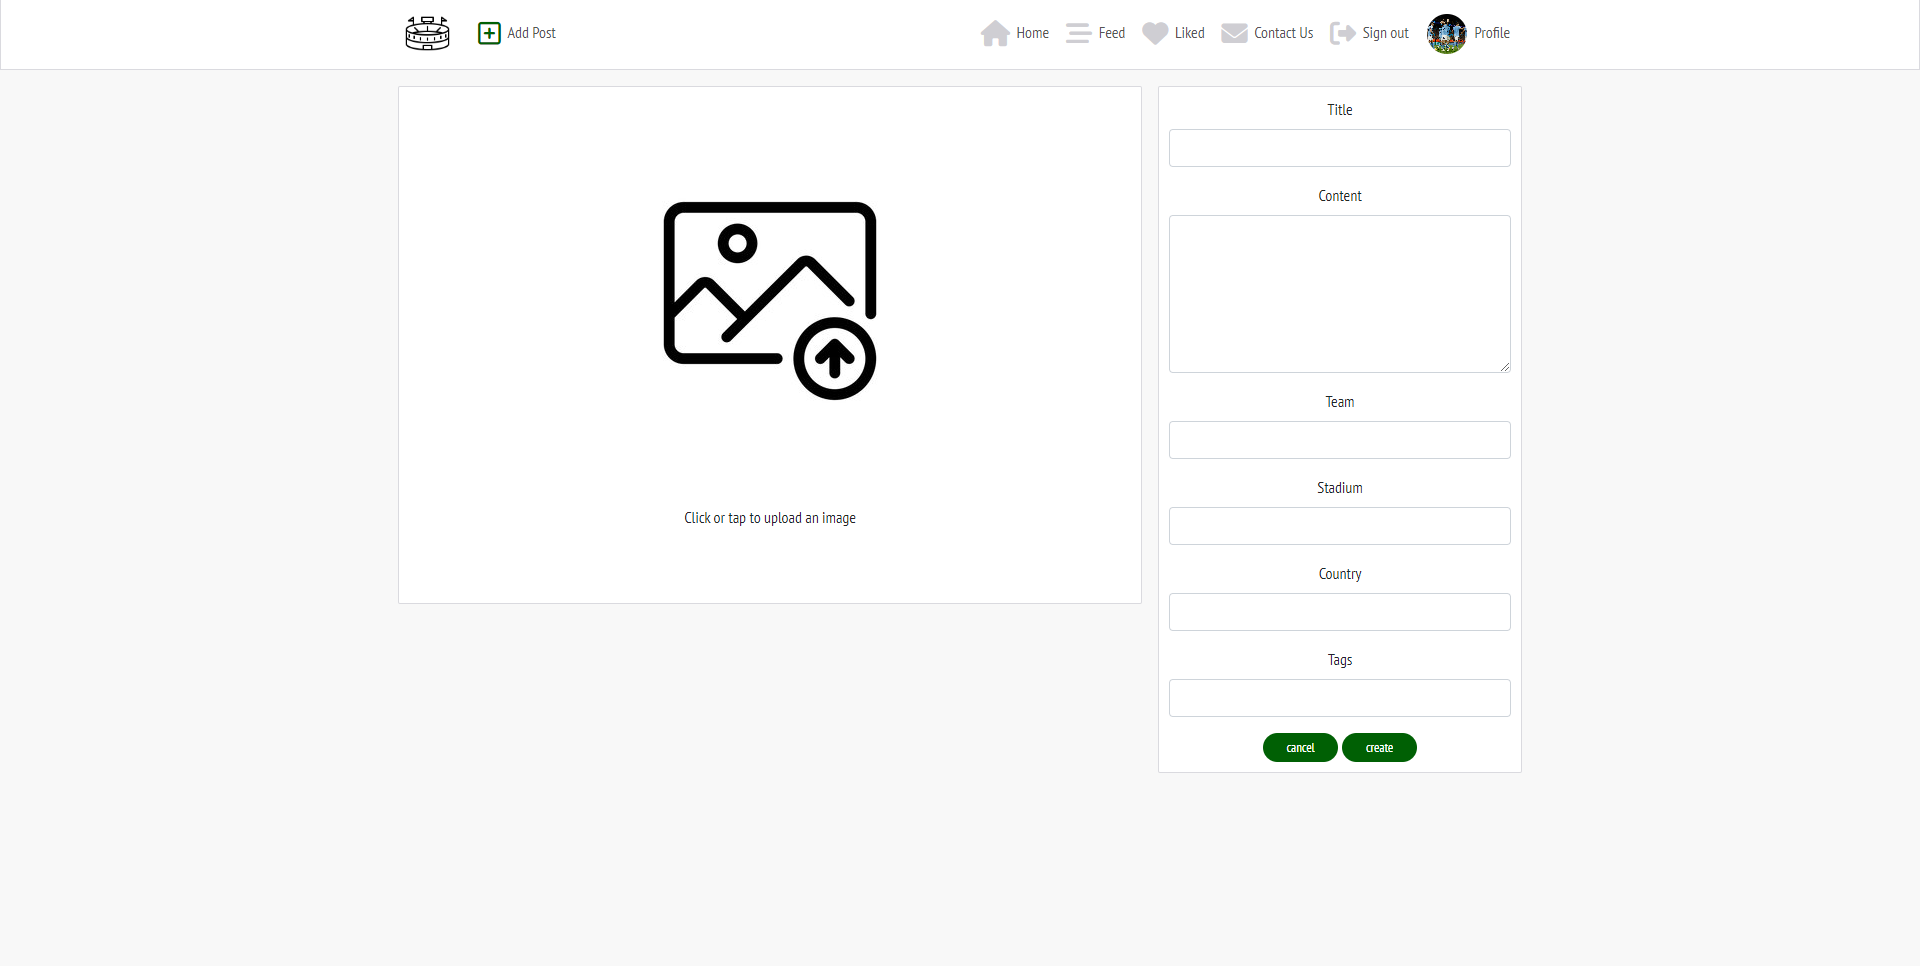 Add Post
Home
Feed
Liked
Contact Us
Sign out
Profile
Click or tap to upload an image
Title
Content
Team
Stadium
Country
Tags
cancel
create